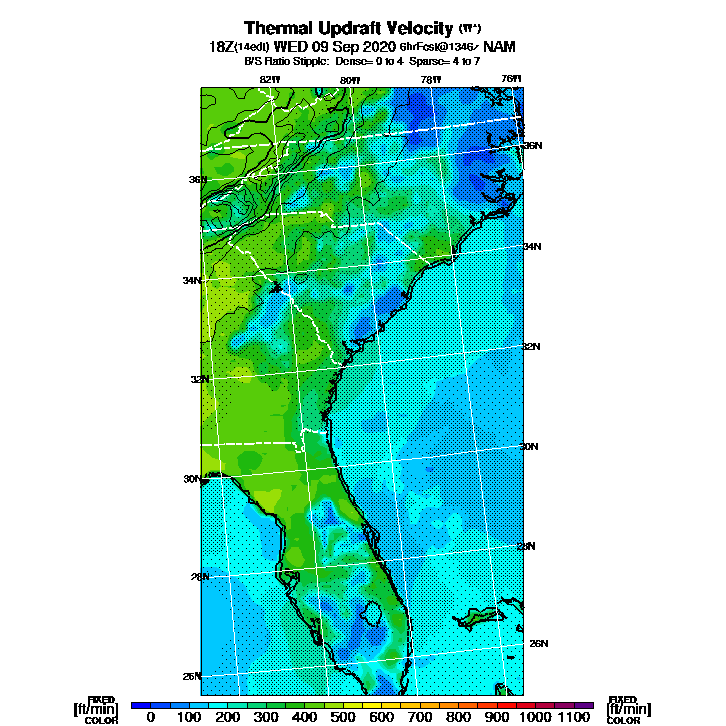 Thermal Updraft Velocity (W*)
18Z(14edt) WED 09 Sep 2020 6hrFcst@1346z NAM
B/S Ratio Stipple: Dense= 0 to 4 Sparse= 4 to 7
82W 80W 78W 76W
36N
36N
34N
34N
32N
32N
30N
30N
28N
28N
26N
26N
FIXED FIXED
[ft/min] 0 100 200 300 400 500 600 700 800 900 1000 1100 [ft/min]
COLOR COLOR